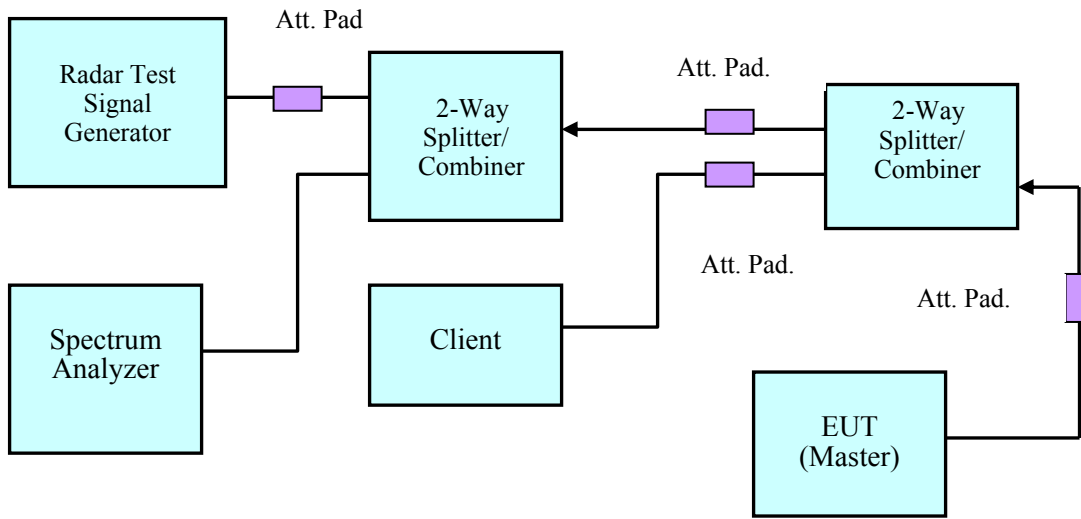 Att. Pad
Radar Test
Signal
Generator
2-Way
Splitter/
Combiner
Att. Pad.
2-Way
Splitter/
Combiner
Att. Pad.
Att. Pad.
Spectrum
Analyzer
Client
EUT
(Master)